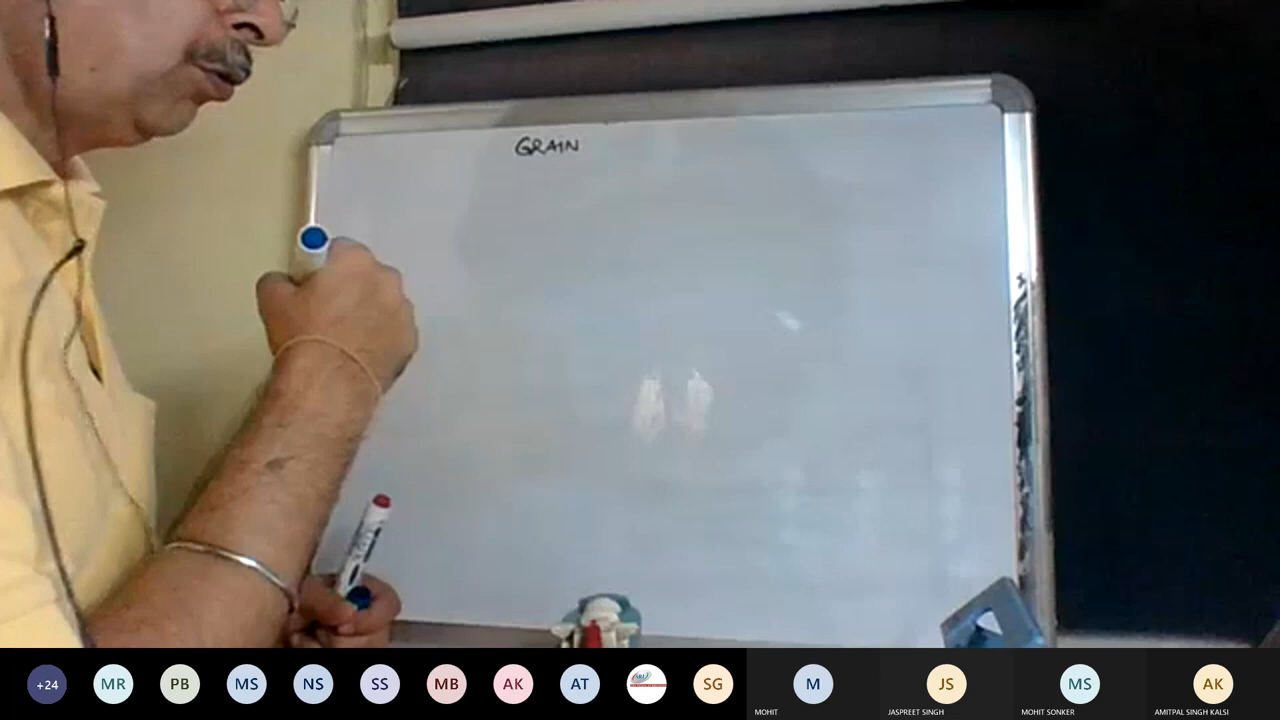 GRAIN
+24
MR
PB
MS
NS
SS
MB
AK
AT
SG
M
JS
MS
AK
MOHIT
JASPREET SINGH
MOHIT SONKER
AMITPAL SINGH KALSI